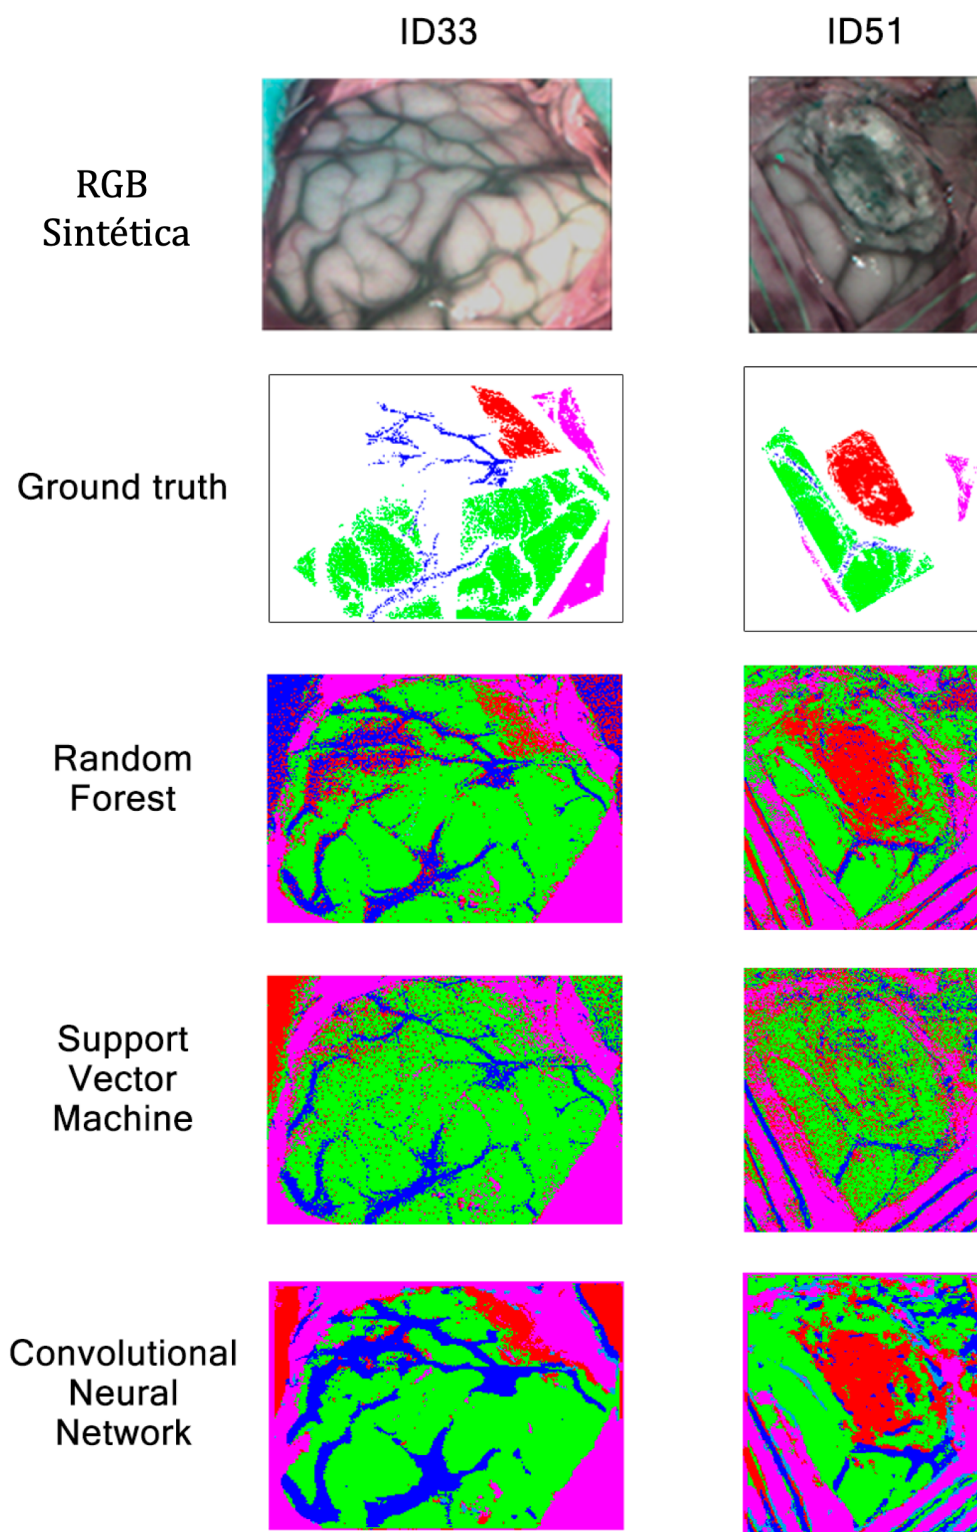 ID33
ID51
RGB
Sintética
Ground truth
Random
Forest
Support
Vector
Machine
Convolutional
Neural
Network